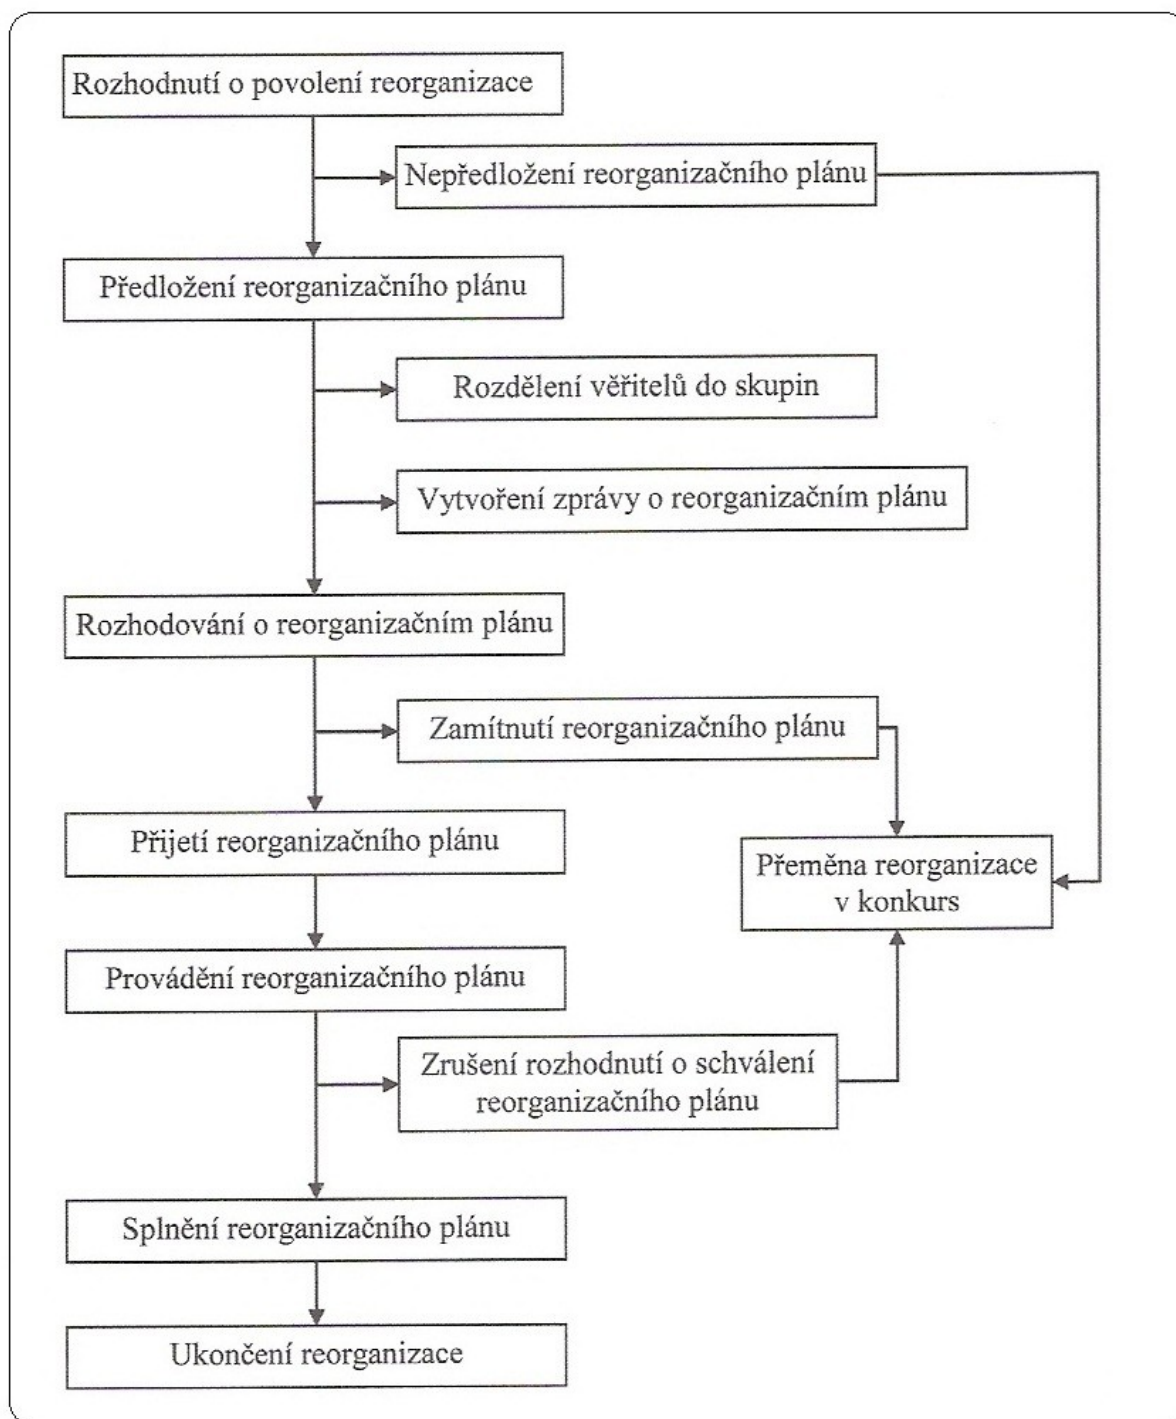 Rozhodnutí o povolení reorganizace
Nepředložení reorganizačního plánu
Předložení reorganizačního plánu
Rozdělení věřitelů do skupin
Vytvoření zprávy o reorganizačním plánu
Rozhodování o reorganizačním plánu
Zamítnutí reorganizačního plánu
Přijetí reorganizačního plánu
Přeměna reorganizace
v konkurs
Provádění reorganizačního plánu
Zrušení rozhodnutí o schválení
reorganizačního plánu
Splnění reorganizačního plánu
Ukončení reorganizace